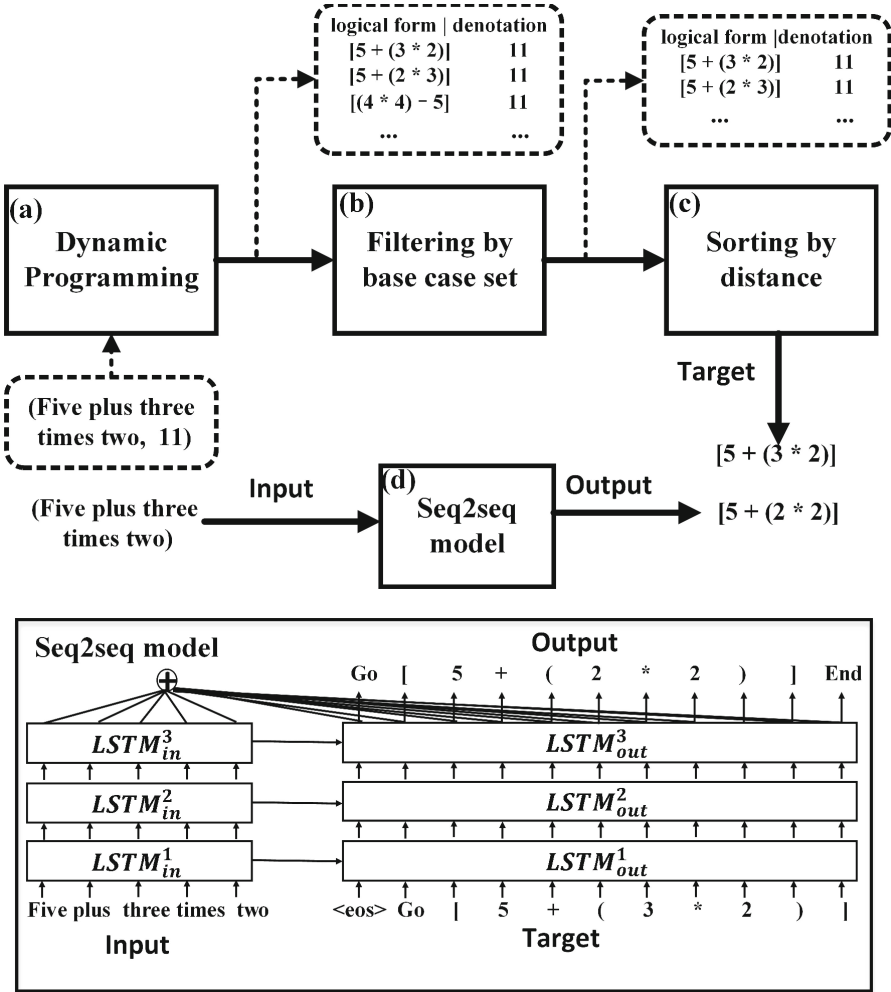 logical form | denotation
[5 + (3 * 2)] 11
[5 + (2 * 3)] 11
[(4 * 4) - 5] 11
... ...
logical form |denotation
[5 + (3 * 2)] 11
[5 + (2 * 3)] 11
... ...
(a)
Dynamic
Programming
(b)
Filtering by
base case set
(c)
Sorting by
distance
(Five plus three
times two, 11)
Target
[5 + (3 * 2)]
(Five plus three
times two)
Input
(d)
Seq2seq
model
Output
[5 + (2 * 2)]
Seq2seq model
Output
Go [ 5 + ( 2 * 2 ) ] End
LSTM³in
LSTM³out
LSTM²in
LSTM²out
LSTM¹in
LSTM¹out
Five plus three times two
<eos> Go [ 5 + ( 3 * 2 ) ]
Input
Target